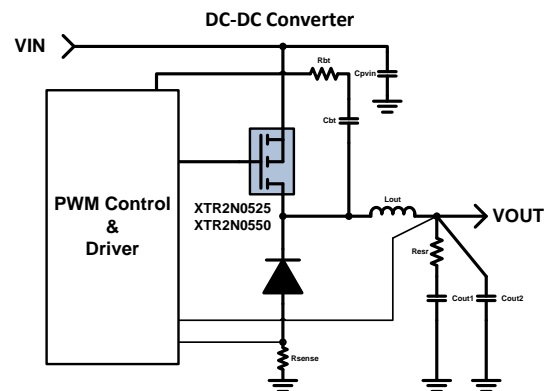 DC-DC Converter
VIN
Rbt
Cpvin
Cbt
XTR2N0525
XTR2N0550
PWM Control
&
Driver
Lout
VOUT
Resr
Cout1
Cout2
Rsense